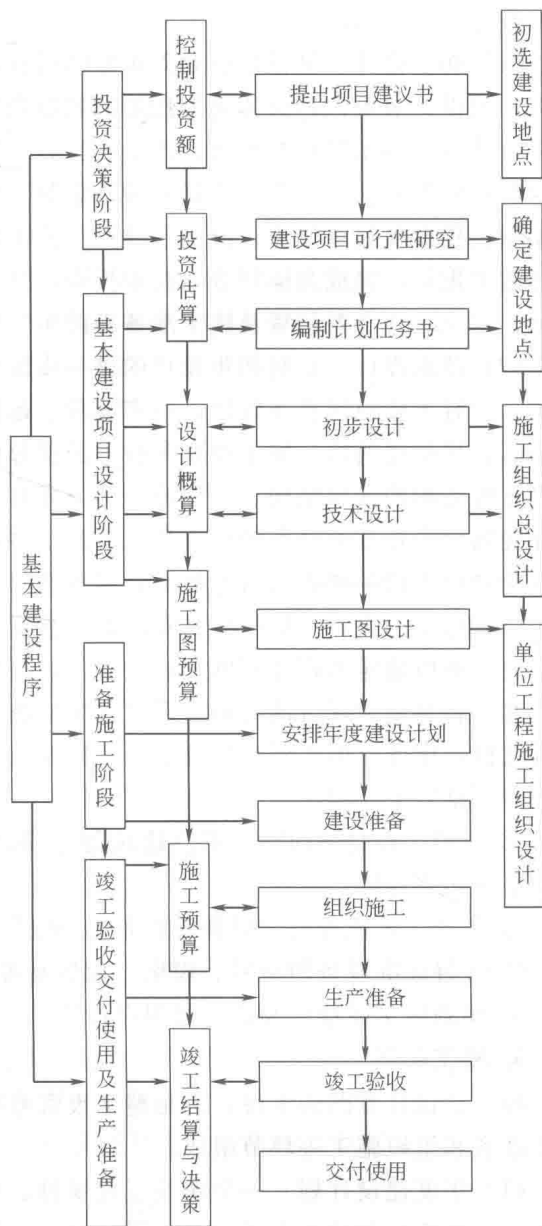 基本建设程序
投资决策阶段
基本建设项目设计阶段
准备施工阶段
竣工验收交付使用及生产准备
控制投资额
投资估算
设计概算
施工图预算
施工预算
竣工结算与决策
提出项目建议书
建设项目可行性研究
编制计划任务书
初步设计
技术设计
施工图设计
安排年度建设计划
建设准备
组织施工
生产准备
竣工验收
交付使用
初选建设地点
确定建设地点
施工组织总设计
单位工程施工组织设计